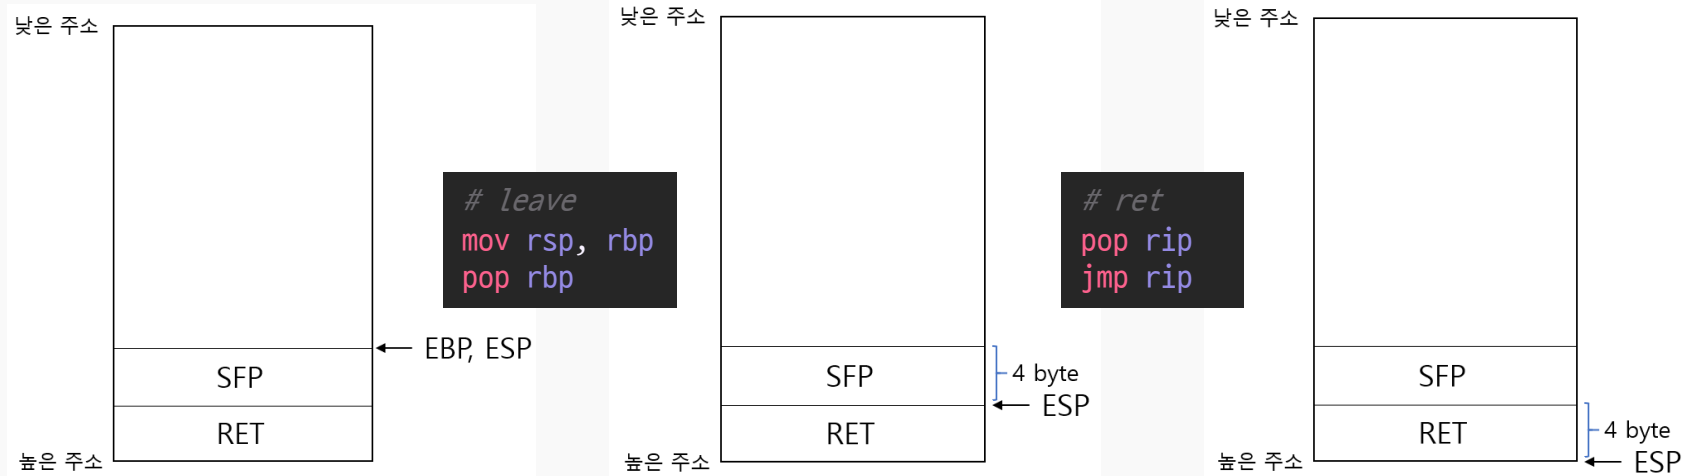 낮은 주소
EBP, ESP
SFP
RET
높은 주소
# leave
mov rsp, rbp
pop rbp
낮은 주소
SFP
4 byte
ESP
RET
높은 주소
# ret
pop rip
jmp rip
낮은 주소
SFP
RET
4 byte
ESP
높은 주소